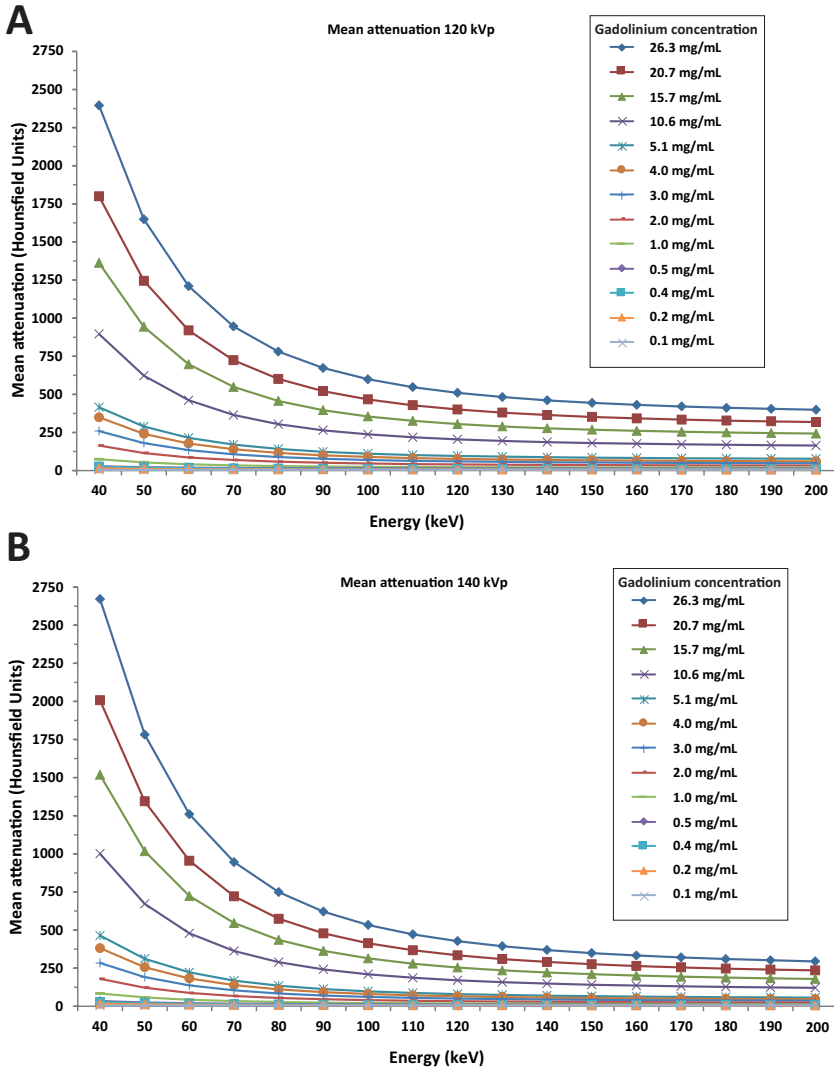 A
Mean attenuation 120 kVp
Gadolinium concentration
26.3 mg/mL
20.7 mg/mL
15.7 mg/mL
10.6 mg/mL
5.1 mg/mL
4.0 mg/mL
3.0 mg/mL
2.0 mg/mL
1.0 mg/mL
0.5 mg/mL
0.4 mg/mL
0.2 mg/mL
0.1 mg/mL
Mean attenuation (Hounsfield Units)
2750
2500
2250
2000
1750
1500
1250
1000
750
500
250
0
40 50 60 70 80 90 100 110 120 130 140 150 160 170 180 190 200
Energy (keV)
B
Mean attenuation 140 kVp
Gadolinium concentration
26.3 mg/mL
20.7 mg/mL
15.7 mg/mL
10.6 mg/mL
5.1 mg/mL
4.0 mg/mL
3.0 mg/mL
2.0 mg/mL
1.0 mg/mL
0.5 mg/mL
0.4 mg/mL
0.2 mg/mL
0.1 mg/mL
Mean attenuation (Hounsfield Units)
2750
2500
2250
2000
1750
1500
1250
1000
750
500
250
0
40 50 60 70 80 90 100 110 120 130 140 150 160 170 180 190 200
Energy (keV)